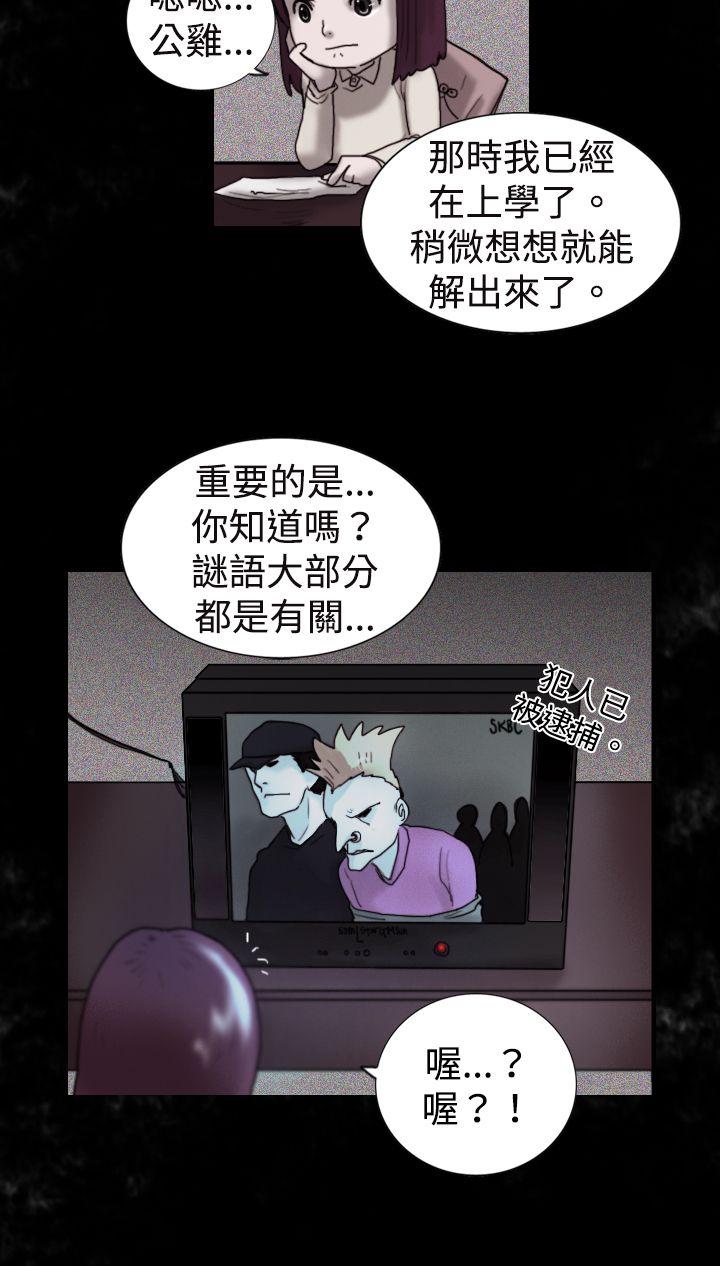 嗯嗯...
公雞...
那時我已經
在上學了。
稍微想想就能
解出來了。
重要的是...
你知道嗎？
謎語大部分
都是有關...
犯人已
被逮捕。
SKBC
喔...？
喔？！